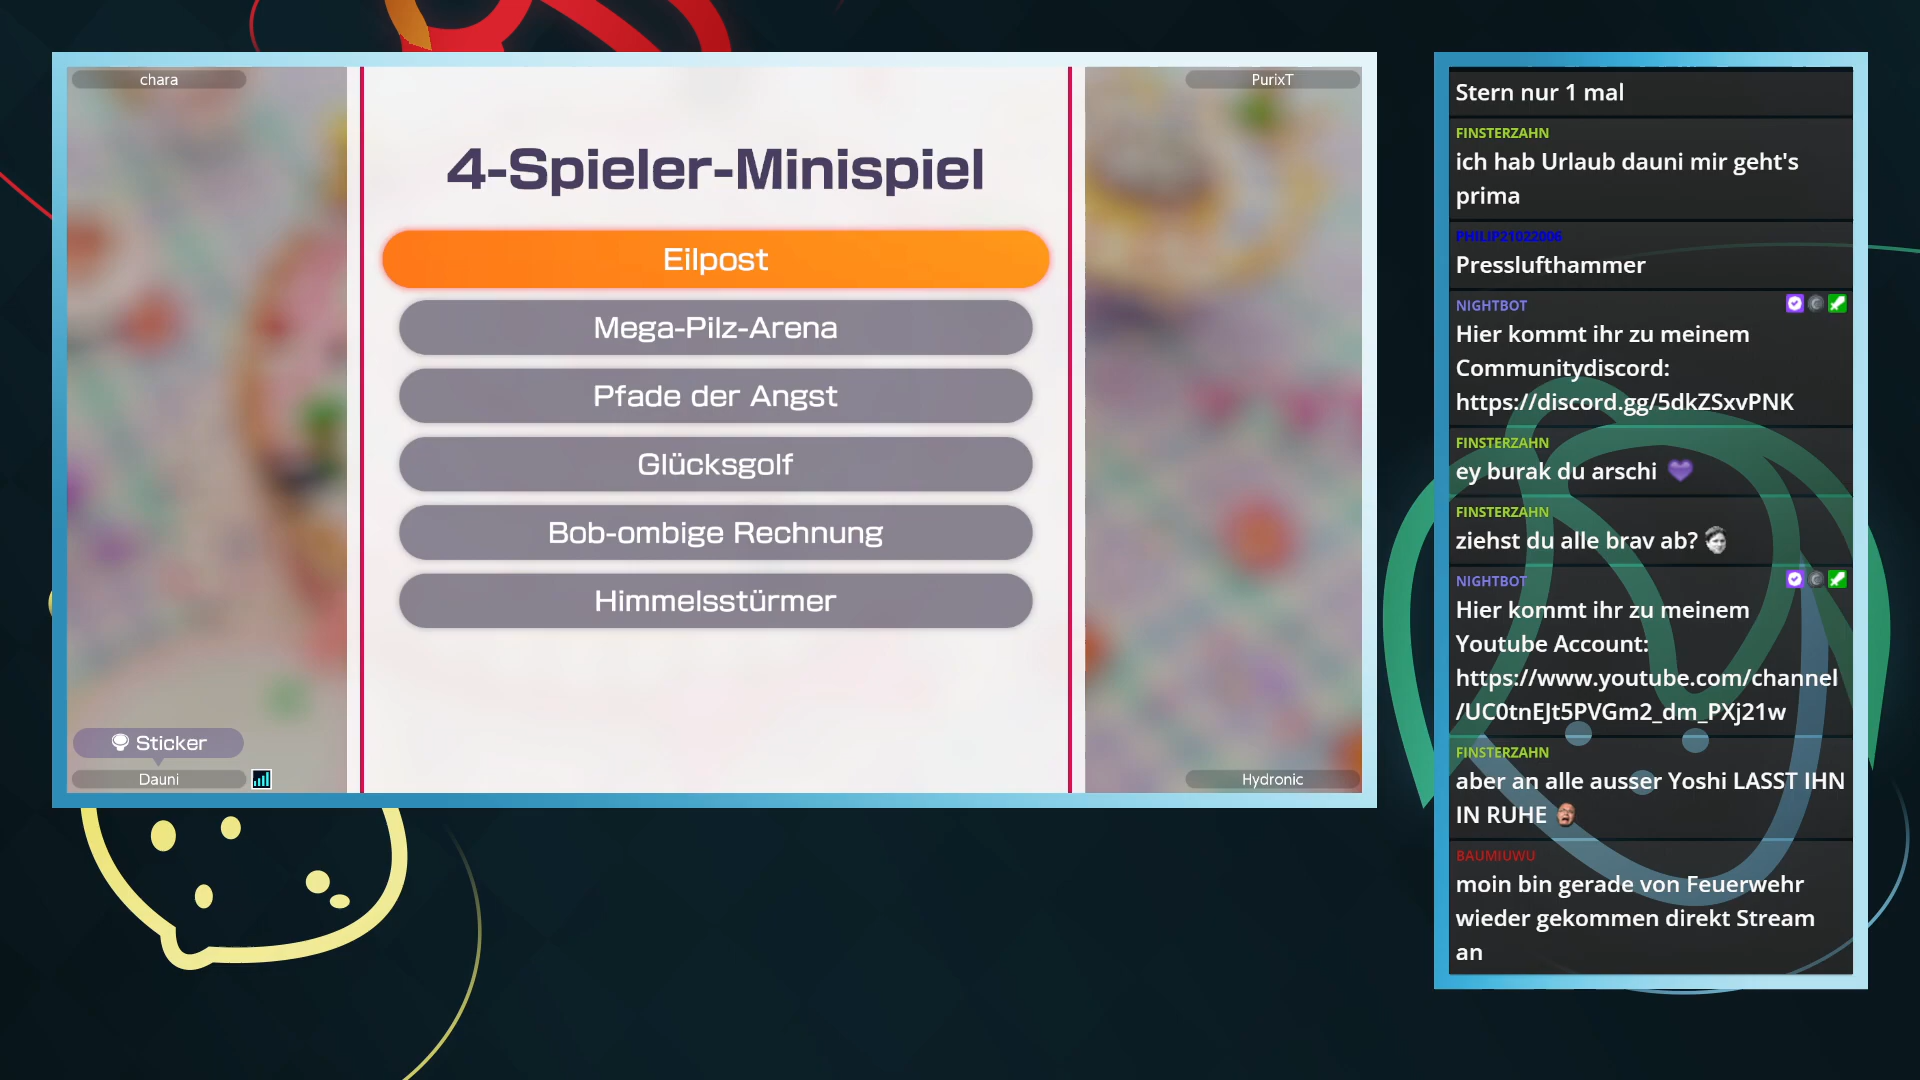 chara
PurixT
4-Spieler-Minispiel
Eilpost
Mega-Pilz-Arena
Pfade der Angst
Glücksgolf
Bob-ombige Rechnung
Himmelsstürmer
Sticker
Dauni
Hydronic
Stern nur 1 mal
FINSTERZAHN
ich hab Urlaub dauni mir geht's
prima
PHILIP21022006
Presslufthammer
NIGHTBOT
Hier kommt ihr zu meinem
Communitydiscord:
https://discord.gg/5dkZSxvPNK
FINSTERZAHN
ey burak du arschi 💜
FINSTERZAHN
ziehst du alle brav ab?
NIGHTBOT
Hier kommt ihr zu meinem
Youtube Account:
https://www.youtube.com/channel
/UC0tnEJt5PVGm2_dm_PXj21w
FINSTERZAHN
aber an alle ausser Yoshi LASST IHN
IN RUHE
BAUMIUWU
moin bin gerade von Feuerwehr
wieder gekommen direkt Stream
an